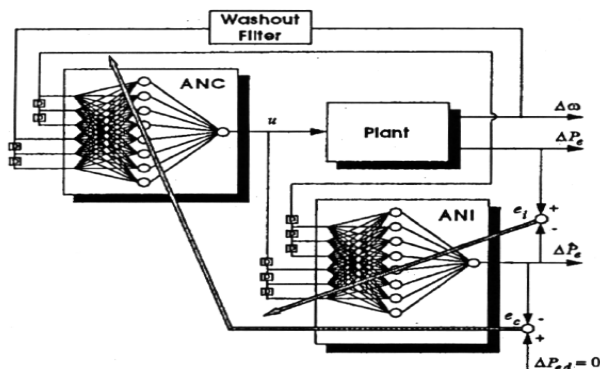 Washout
Filter
ANC
u
Plant
Δω
ΔPe
ANI
ei
+
-
ΔP̂e
ec
-
+
ΔPed = 0